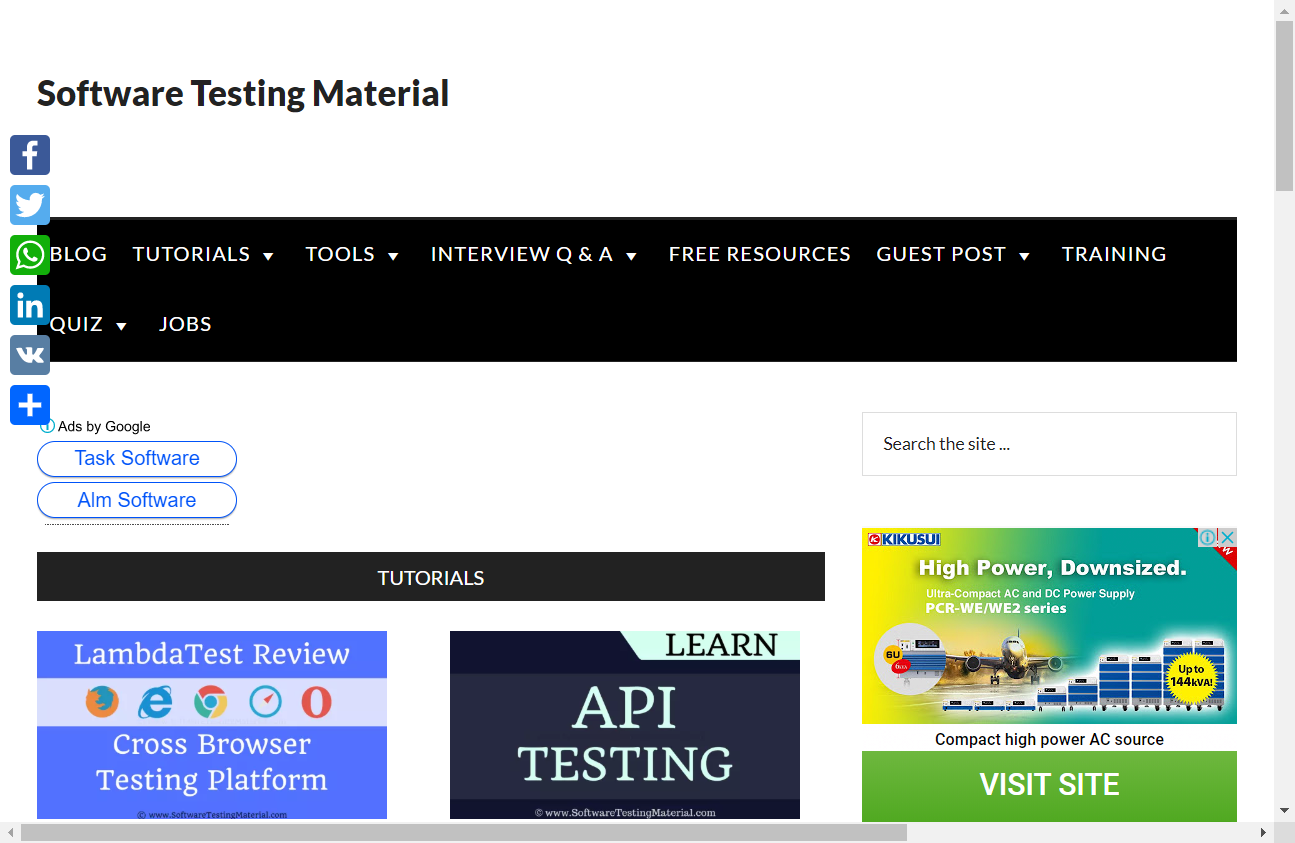 Software Testing Material
BLOG TUTORIALS TOOLS INTERVIEW Q & A FREE RESOURCES GUEST POST TRAINING
QUIZ JOBS
Ads by Google
Task Software
Alm Software
Search the site ...
KIKUSUI
High Power, Downsized.
Ultra-Compact AC and DC Power Supply
PCR-WE/WE2 series
6U
6kVA
Up to
144kVA!
Compact high power AC source
VISIT SITE
TUTORIALS
LambdaTest Review
Cross Browser
Testing Platform
© www.SoftwareTestingMaterial.com
LEARN
API
TESTING
© www.SoftwareTestingMaterial.com